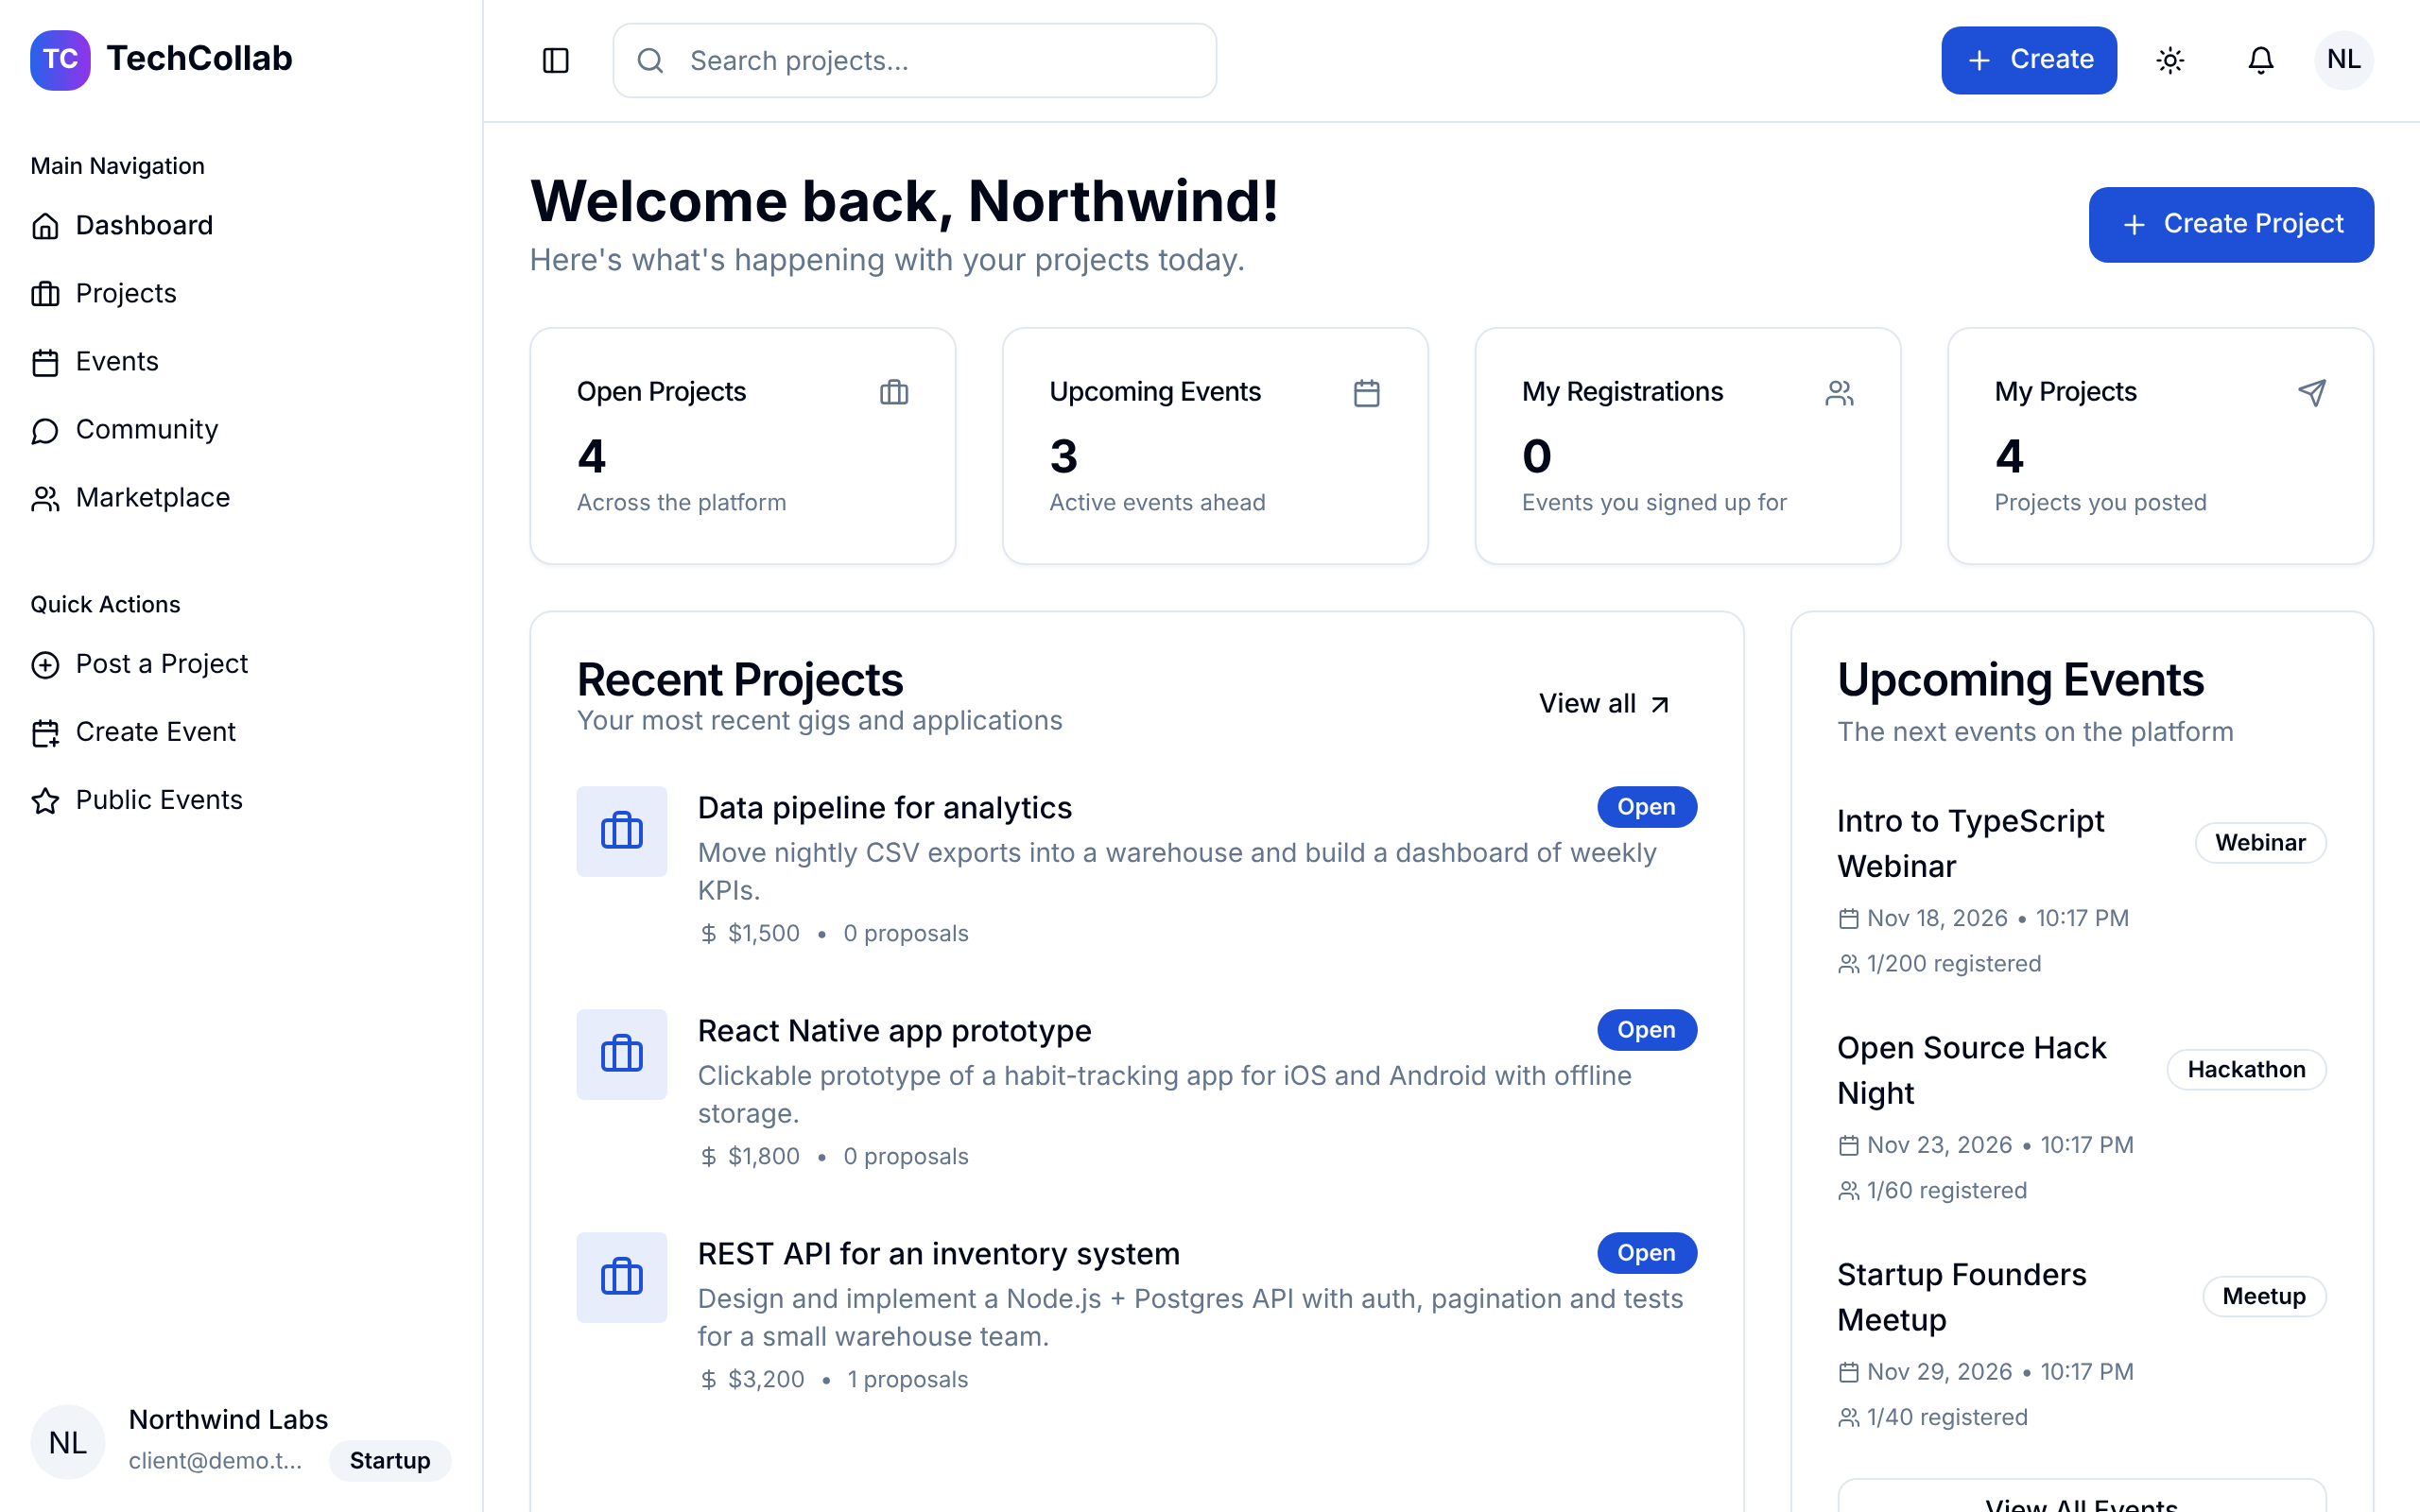 TC TechCollab
Main Navigation
Dashboard
Projects
Events
Community
Marketplace
Quick Actions
Post a Project
Create Event
Public Events
NL
Northwind Labs
client@demo.t...
Startup
Search projects...
Create
NL
Welcome back, Northwind!
Here's what's happening with your projects today.
Create Project
Open Projects
4
Across the platform
Upcoming Events
3
Active events ahead
My Registrations
0
Events you signed up for
My Projects
4
Projects you posted
Recent Projects
Your most recent gigs and applications
View all
Data pipeline for analytics
Open
Move nightly CSV exports into a warehouse and build a dashboard of weekly
KPIs.
$1,500 • 0 proposals
React Native app prototype
Open
Clickable prototype of a habit-tracking app for iOS and Android with offline
storage.
$1,800 • 0 proposals
REST API for an inventory system
Open
Design and implement a Node.js + Postgres API with auth, pagination and tests
for a small warehouse team.
$3,200 • 1 proposals
Upcoming Events
The next events on the platform
Intro to TypeScript
Webinar
Webinar
Nov 18, 2026 • 10:17 PM
1/200 registered
Open Source Hack
Night
Hackathon
Nov 23, 2026 • 10:17 PM
1/60 registered
Startup Founders
Meetup
Meetup
Nov 29, 2026 • 10:17 PM
1/40 registered
View All Events